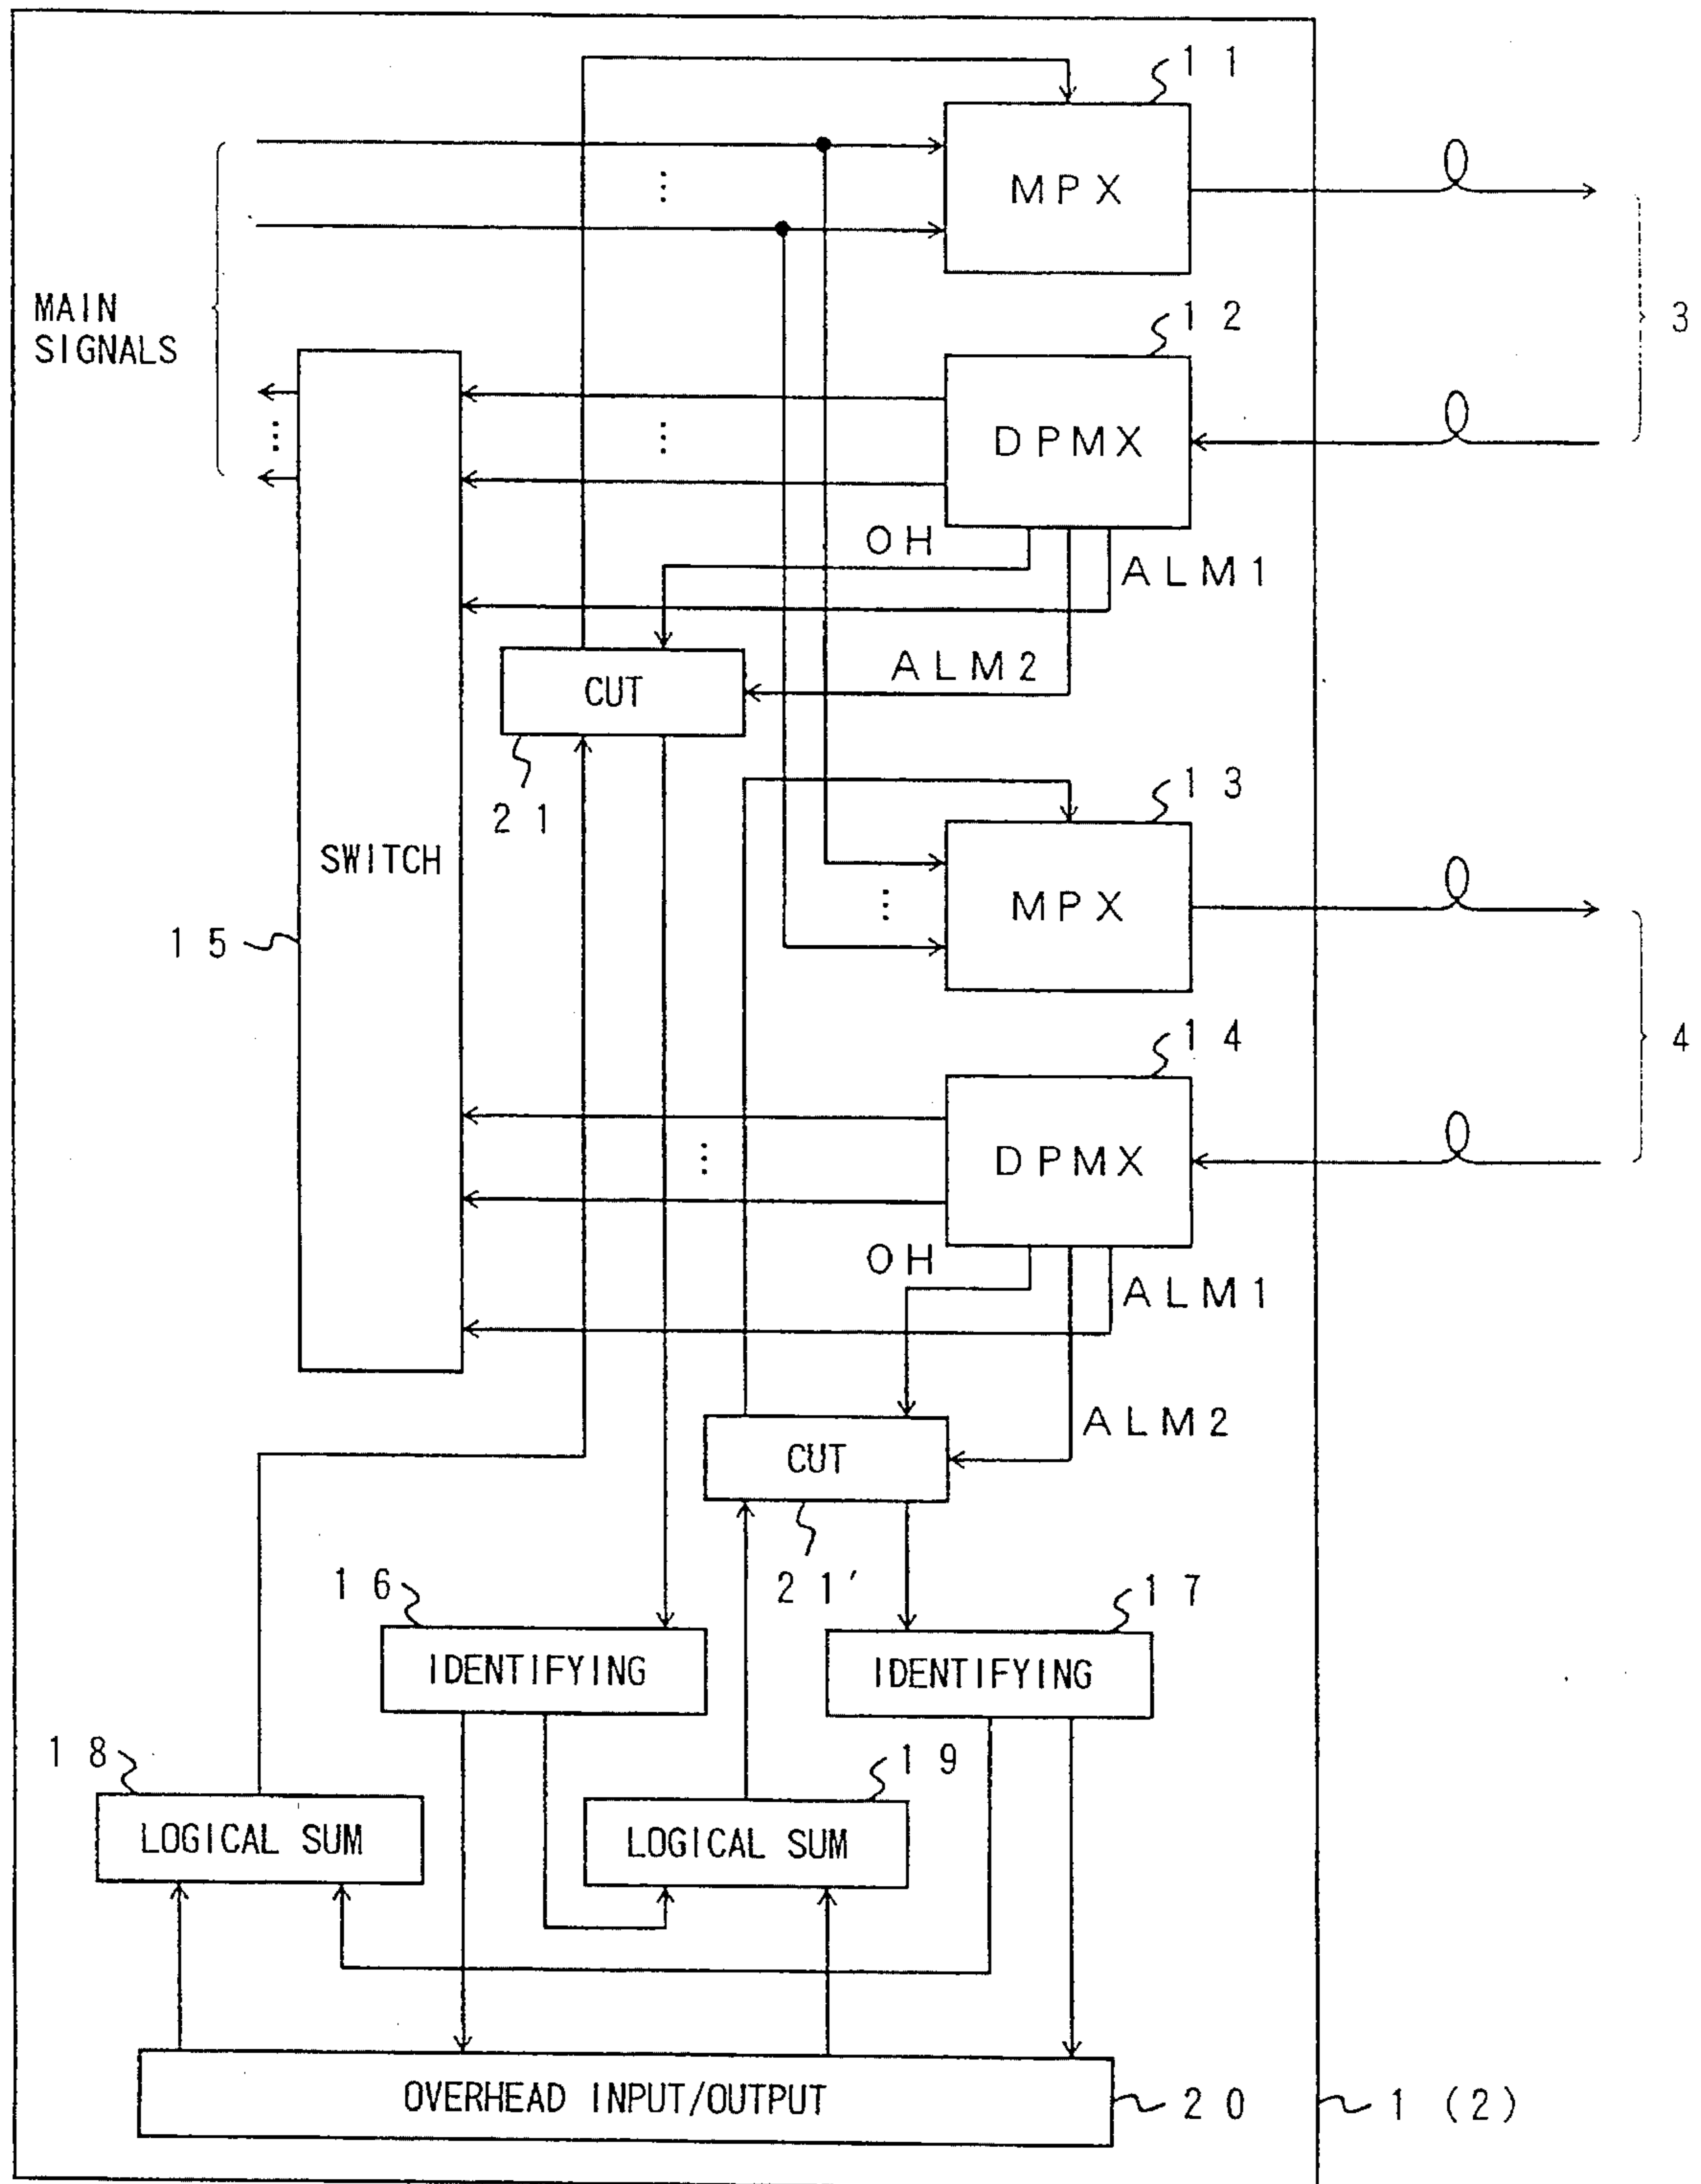 11
MPX
3
12
MAIN
SIGNALS
DPMX
OH
ALM1
ALM2
CUT
21
13
SWITCH
MPX
15
14
4
DPMX
OH
ALM1
ALM2
CUT
21'
16
17
IDENTIFYING
IDENTIFYING
18
19
LOGICAL SUM
LOGICAL SUM
OVERHEAD INPUT/OUTPUT
20
1 (2)